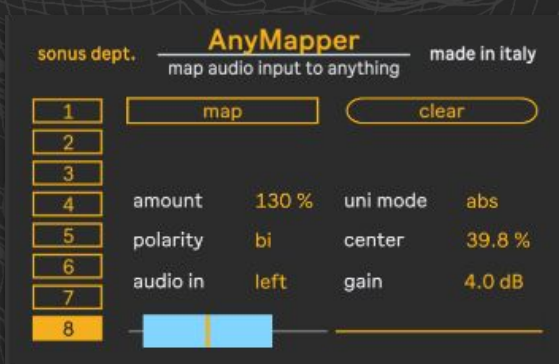 sonus dept.
AnyMapper
map audio input to anything
made in italy
1
map
clear
2
3
4
amount 130 % uni mode abs
5
polarity bi center 39.8 %
6
audio in left gain 4.0 dB
7
8